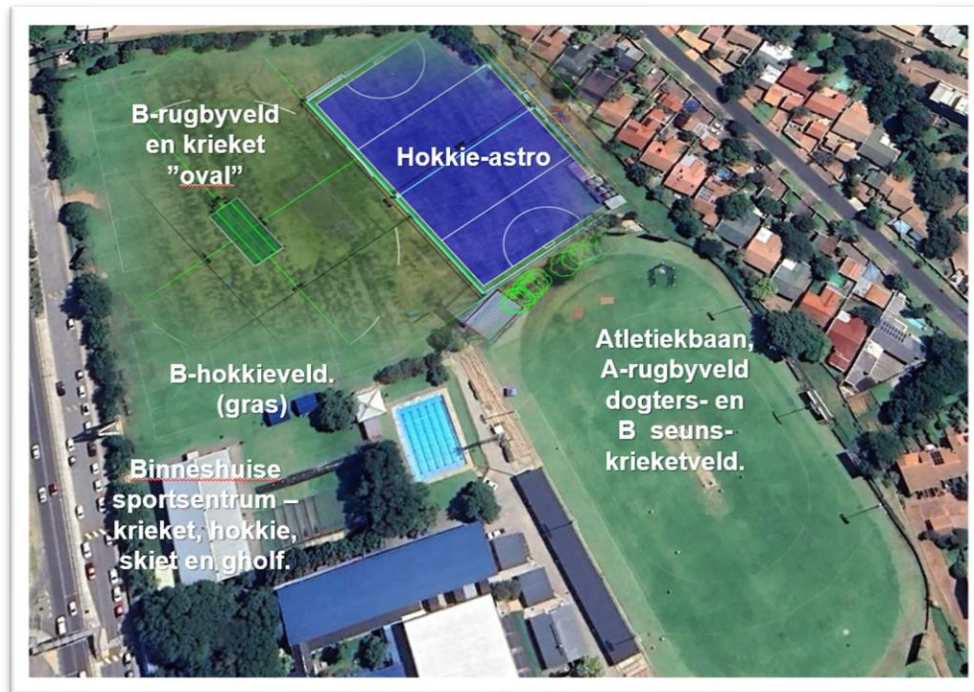 B-rugbyveld
en krieket
”oval”
Hokkie-astro
Atletiekbaan,
A-rugbyveld
dogters- en
B seuns-
krieketveld.
B-hokkieveld.
(gras)
Binneshuise
sportsentrum –
krieket, hokkie,
skiet en gholf.